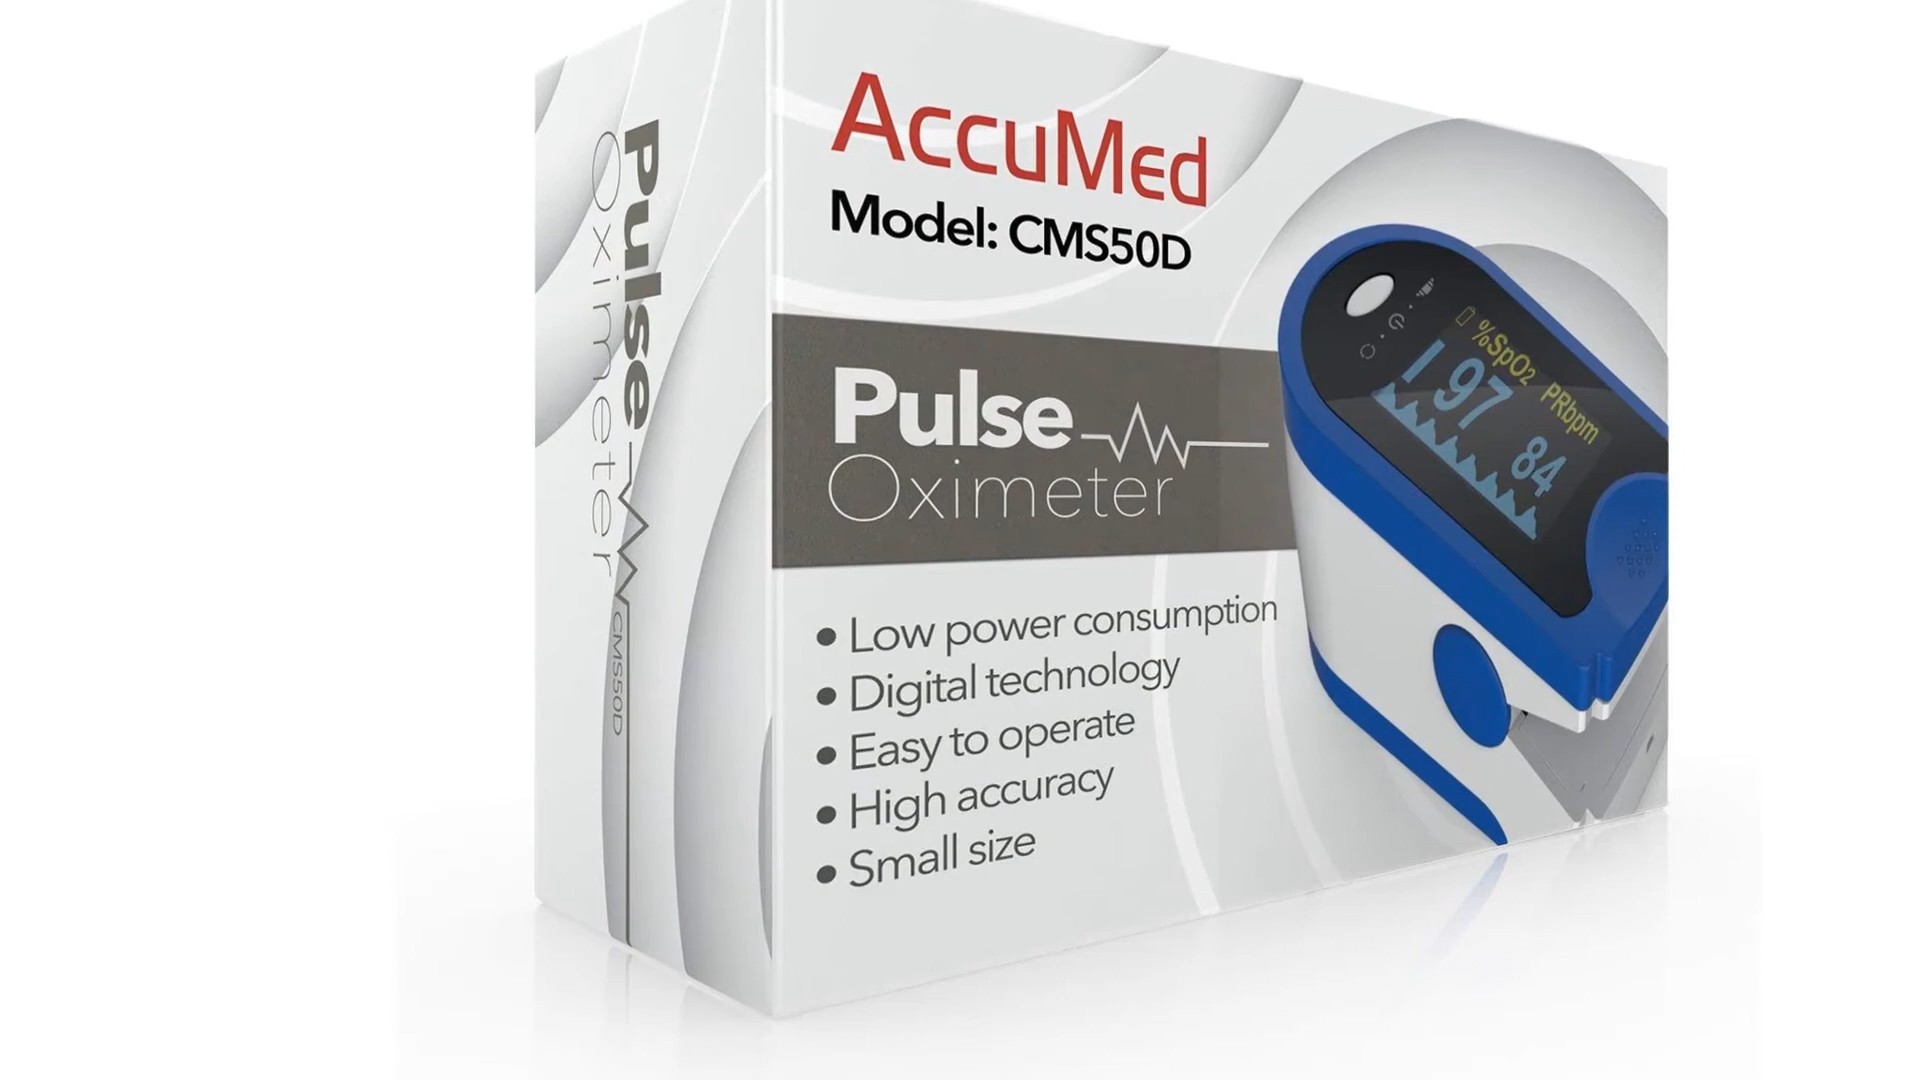 AccuMed
Model: CMS50D
Pulse
Oximeter
• Low power consumption
• Digital technology
• Easy to operate
• High accuracy
• Small size
%SpO2 PRbpm
97 84
Pulse
Oximeter
CMS50D